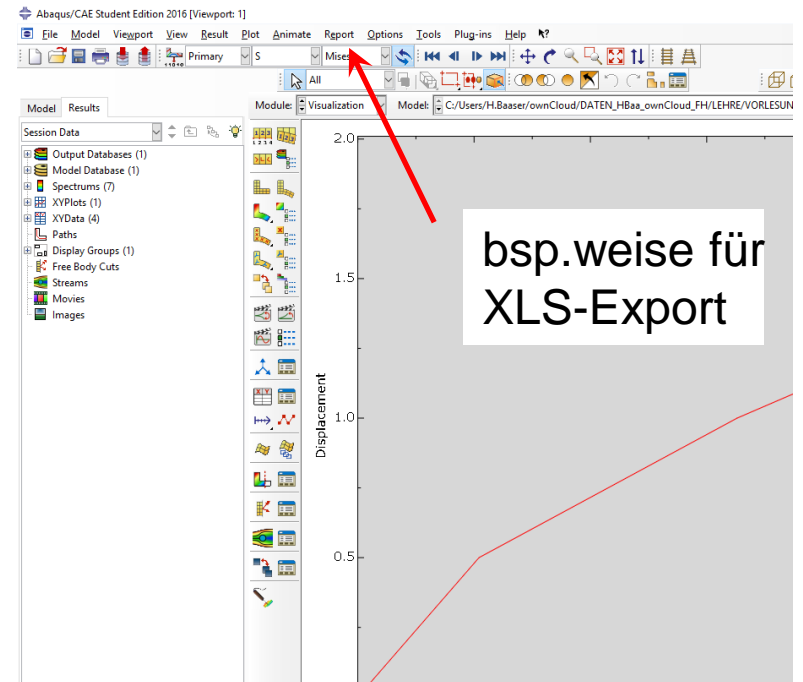 Abaqus/CAE Student Edition 2016 [Viewport: 1]
File Model Viewport View Result Plot Animate Report Options Tools Plug-ins Help
Primary S Mises
All
Model Results Module: Visualization Model: C:/Users/H.Baaser/ownCloud/DATEN_HBaa_ownCloud_FH/LEHRE/VORLESUN
Session Data
Output Databases (1)
Model Database (1)
Spectrums (7)
XYPlots (1)
XYData (4)
Paths
Display Groups (1)
Free Body Cuts
Streams
Movies
Images
2.0
1.5
1.0
0.5
Displacement
bsp.weise für
XLS-Export